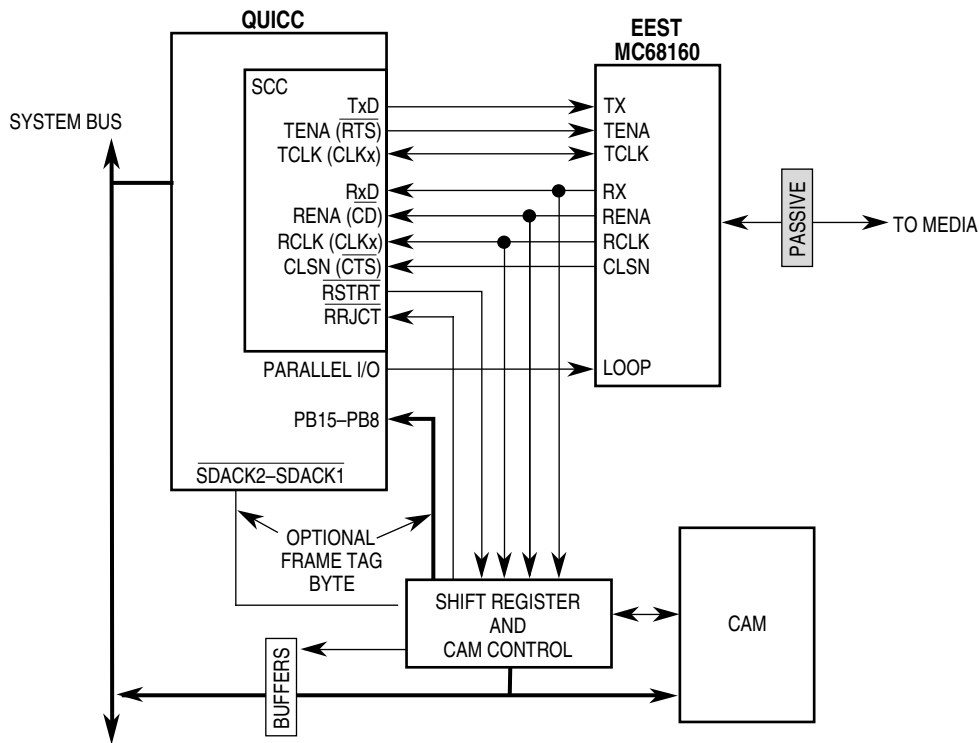 QUICC
EEST
MC68160
SCC
SYSTEM BUS
TxD
TENA (RTS)
TCLK (CLKx)
RxD
RENA (CD)
RCLK (CLKx)
CLSN (CTS)
RSTRT
RRJCT
PARALLEL I/O
PB15–PB8
SDACK2–SDACK1
TX
TENA
TCLK
RX
RENA
RCLK
CLSN
LOOP
PASSIVE
TO MEDIA
OPTIONAL
FRAME TAG
BYTE
SHIFT REGISTER
AND
CAM CONTROL
CAM
BUFFERS